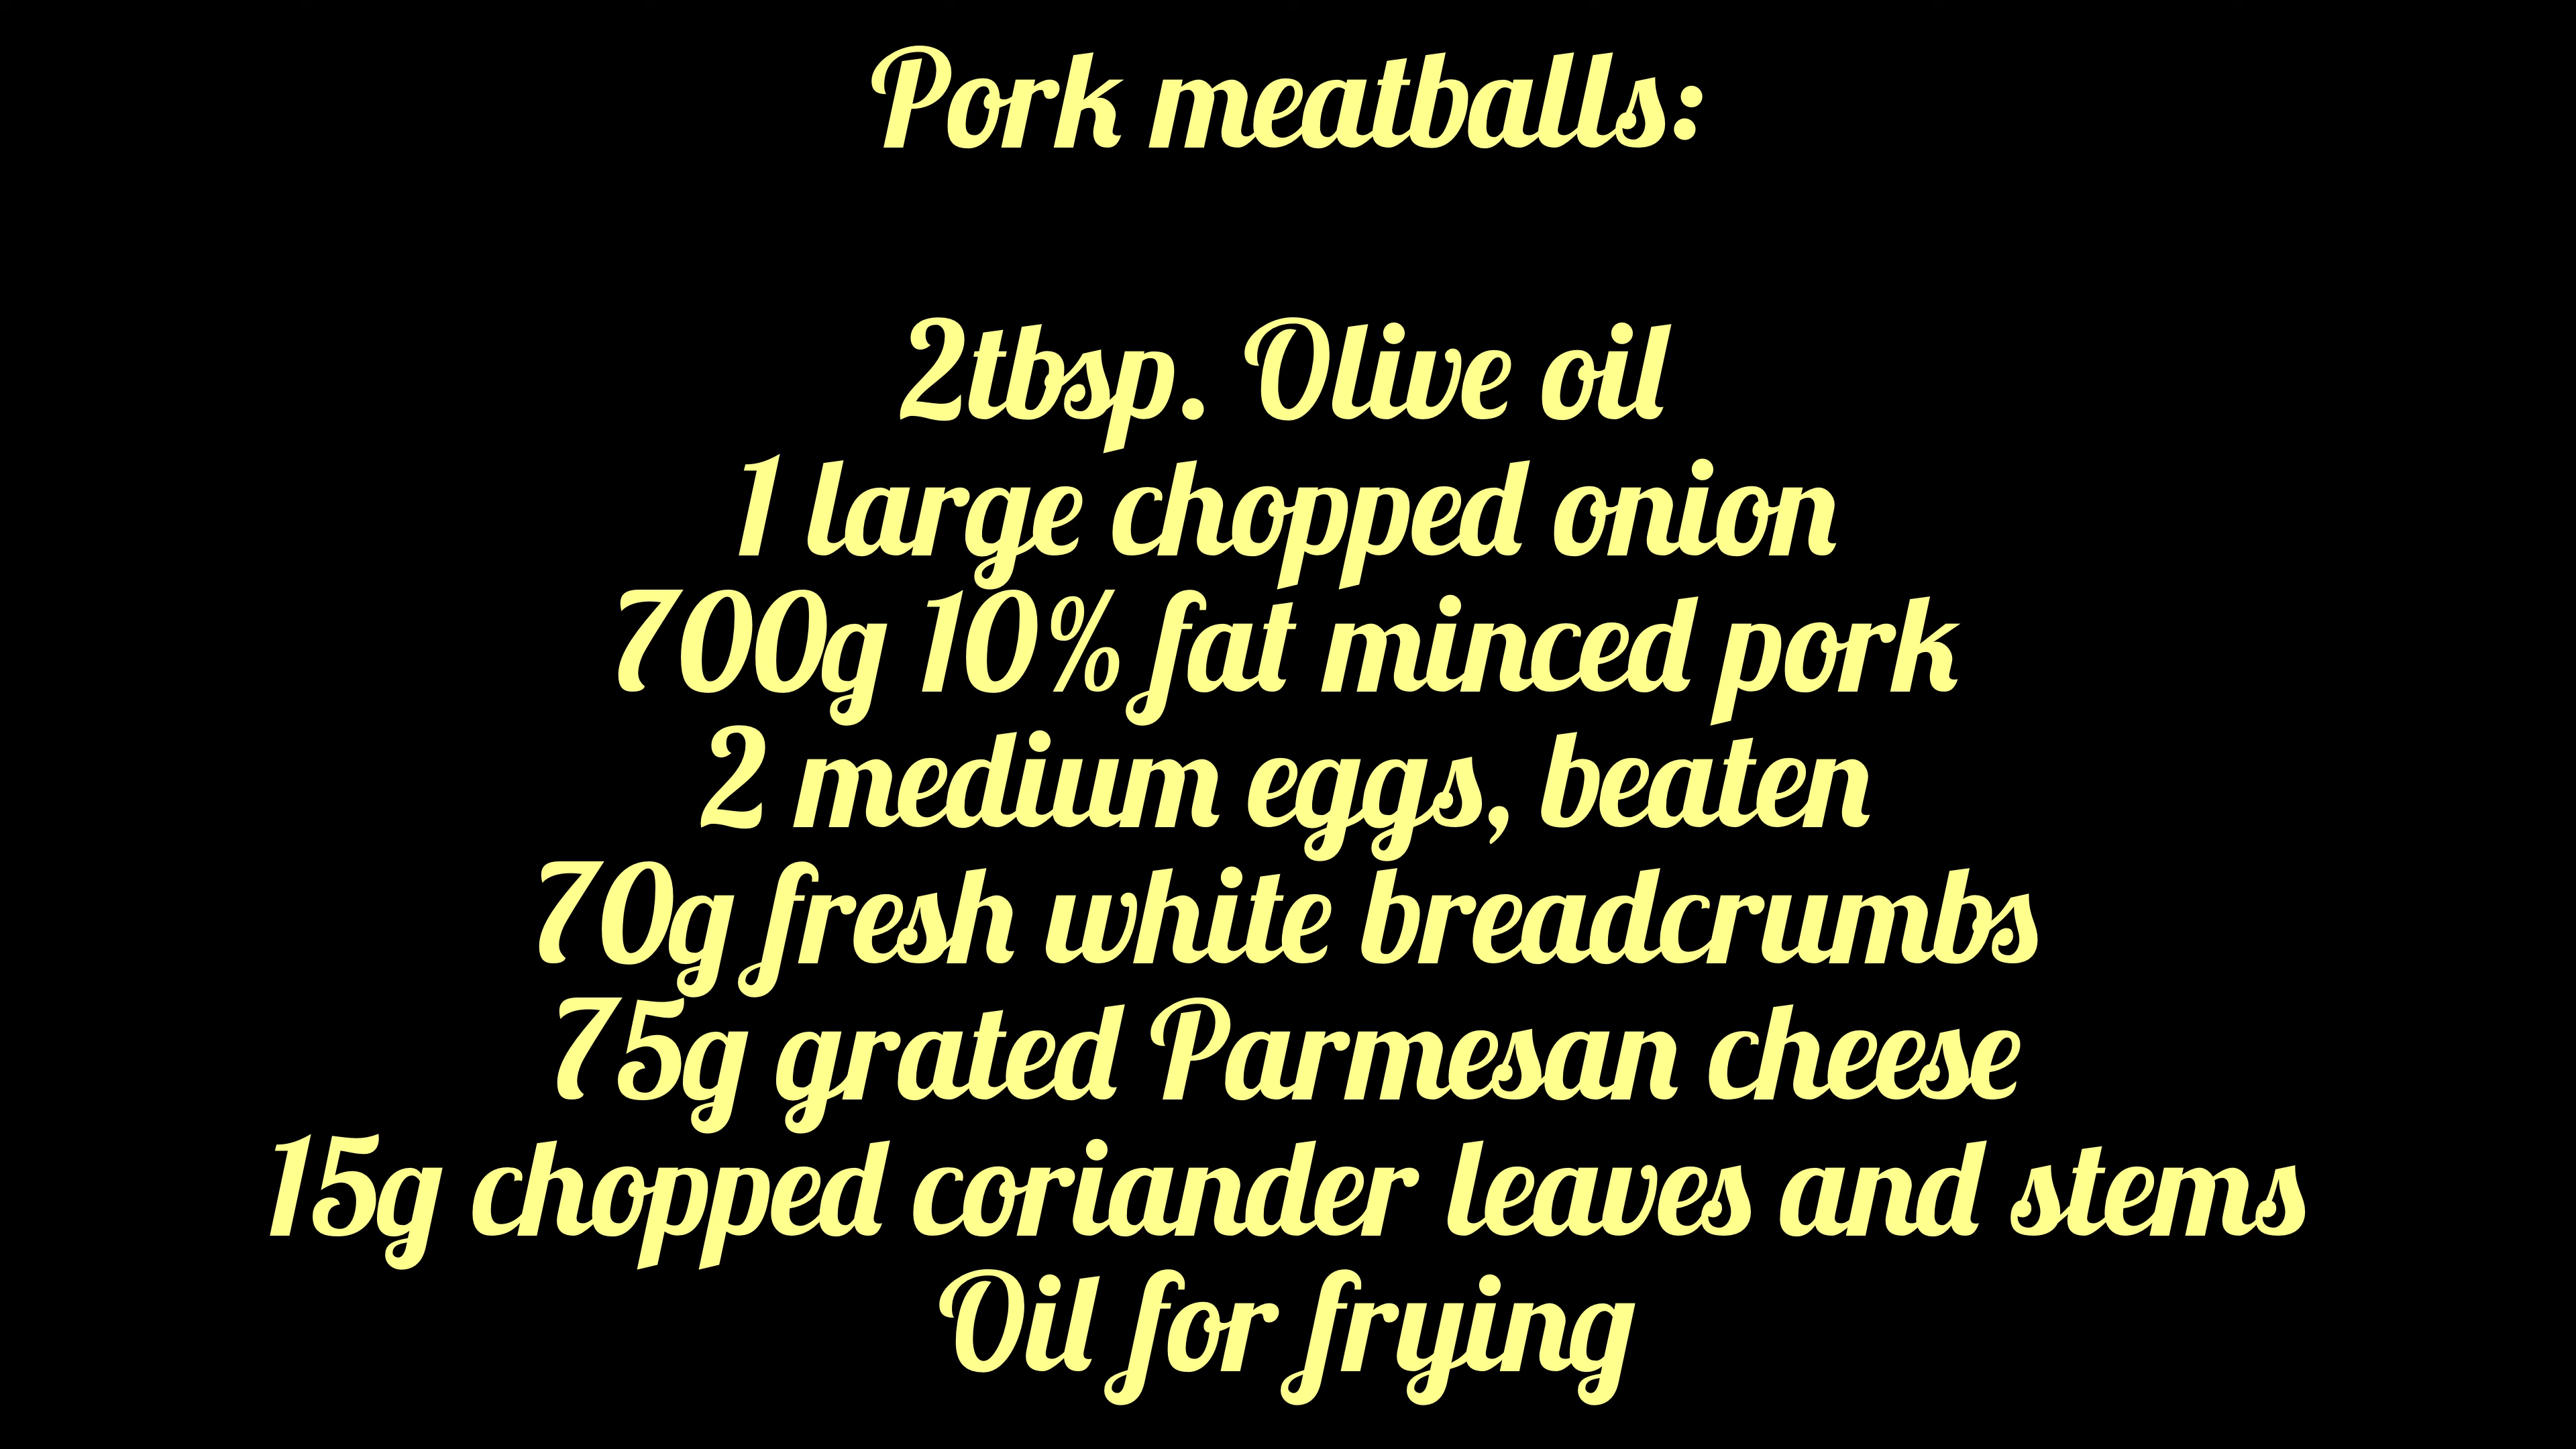 Pork meatballs:
2tbsp. Olive oil
1 large chopped onion
700g 10% fat minced pork
2 medium eggs, beaten
70g fresh white breadcrumbs
75g grated Parmesan cheese
15g chopped coriander leaves and stems
Oil for frying